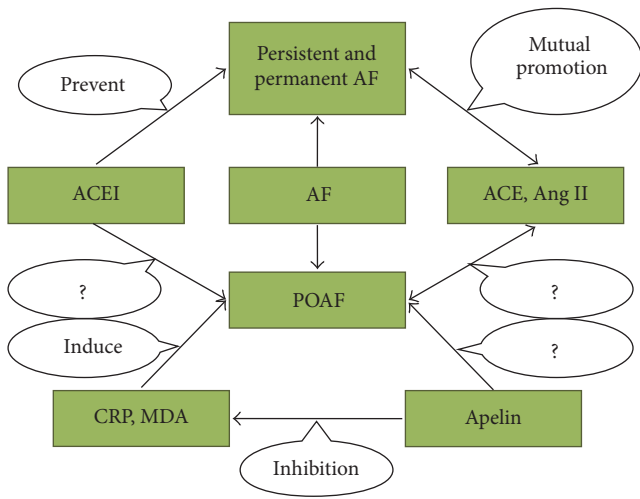 Persistent and
permanent AF
Mutual
promotion
Prevent
ACEI
AF
ACE, Ang II
?
POAF
?
Induce
?
CRP, MDA
Apelin
Inhibition